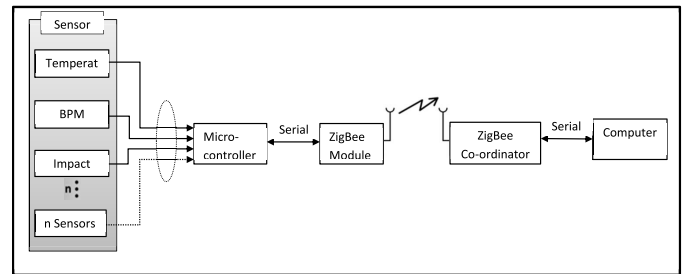 Sensor
Temperat
BPM
Impact
n
n Sensors
Micro-
controller
Serial
ZigBee
Module
ZigBee
Co-ordinator
Serial
Computer